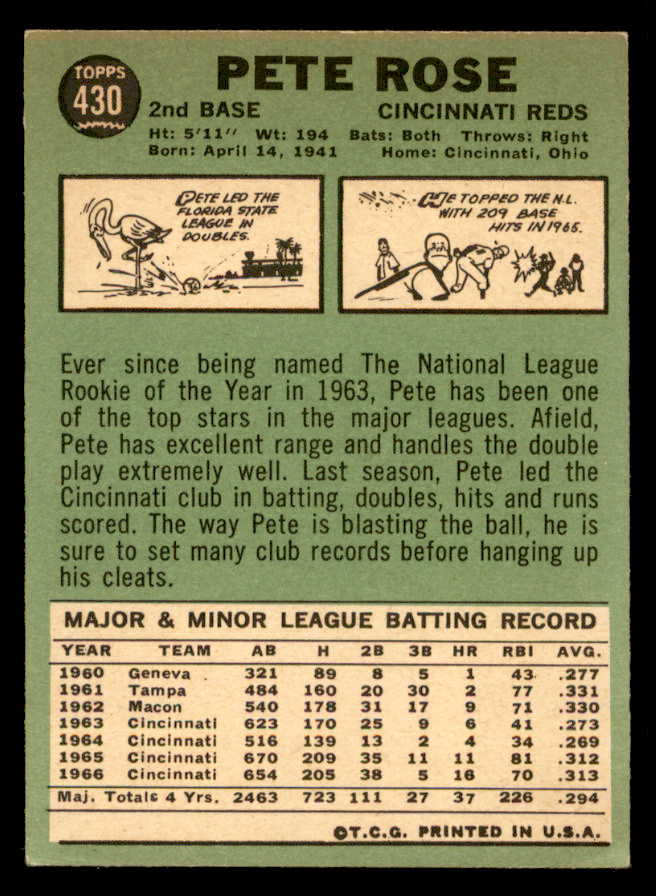 TOPPS
430
PETE ROSE
2nd BASE CINCINNATI REDS
Ht: 5'11" Wt: 194 Bats: Both Throws: Right
Born: April 14, 1941 Home: Cincinnati, Ohio
PETE LED THE
FLORIDA STATE
LEAGUE IN
DOUBLES.
HE TOPPED THE N.L.
WITH 209 BASE
HITS IN 1965.
Ever since being named The National League
Rookie of the Year in 1963, Pete has been one
of the top stars in the major leagues. Afield,
Pete has excellent range and handles the double
play extremely well. Last season, Pete led the
Cincinnati club in batting, doubles, hits and runs
scored. The way Pete is blasting the ball, he is
sure to set many club records before hanging up
his cleats.
MAJOR & MINOR LEAGUE BATTING RECORD
YEAR TEAM AB H 2B 3B HR RBI AVG.
1960 Geneva 321 89 8 5 1 43 .277
1961 Tampa 484 160 20 30 2 77 .331
1962 Macon 540 178 31 17 9 71 .330
1963 Cincinnati 623 170 25 9 6 41 .273
1964 Cincinnati 516 139 13 2 4 34 .269
1965 Cincinnati 670 209 35 11 11 81 .312
1966 Cincinnati 654 205 38 5 16 70 .313
Maj. Totals 4 Yrs. 2463 723 111 27 37 226 .294
©T.C.G. PRINTED IN U.S.A.